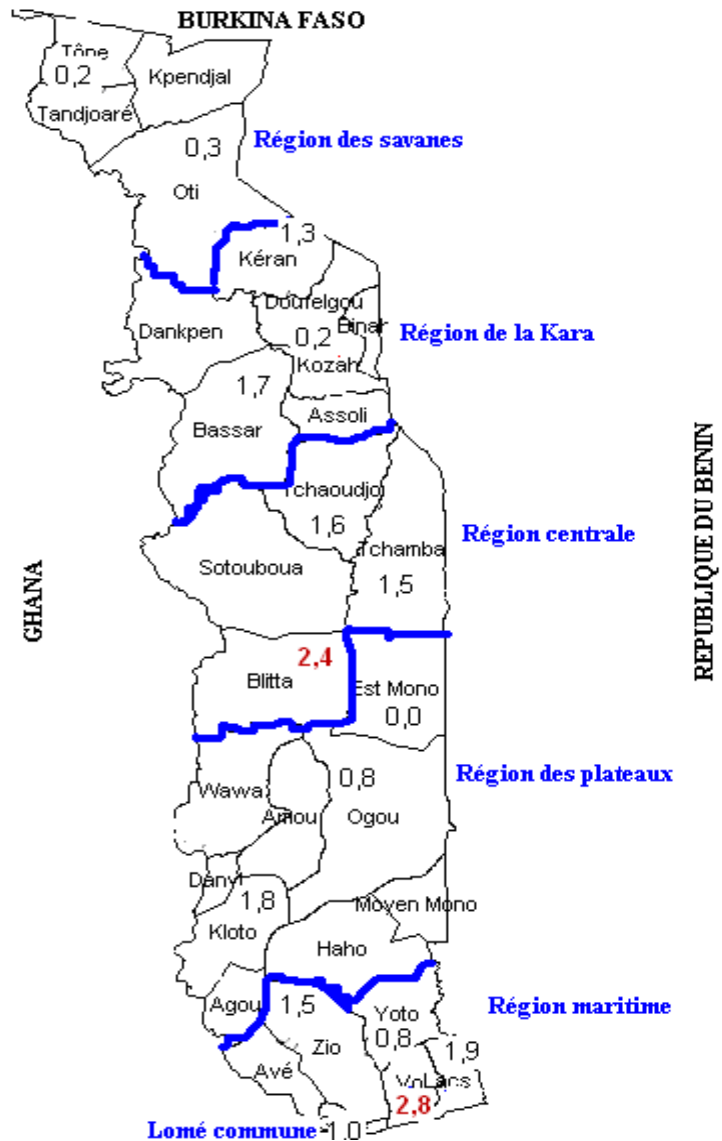 BURKINA FASO
Tône
0,2
Kpendjal
Tandjoaré
0,3
Région des savanes
Oti
1,3
Kéran
Doufelgou
Binar
Dankpen
0,2
Région de la Kara
Kozah
1,7
Assoli
Bassar
Tchaoudjo
1,6
Région centrale
Tchamba
Sotouboua
1,5
GHANA
REPUBLIQUE DU BENIN
2,4
Blitta
Est Mono
0,0
0,8
Région des plateaux
Wawa
Amou
Ogou
Danyi
1,8
Moyen Mono
Kloto
Haho
Agou
1,5
Région maritime
Yoto
0,8
Zio
1,9
Avé
Vo
Lacs
2,8
Lomé commune
1,0